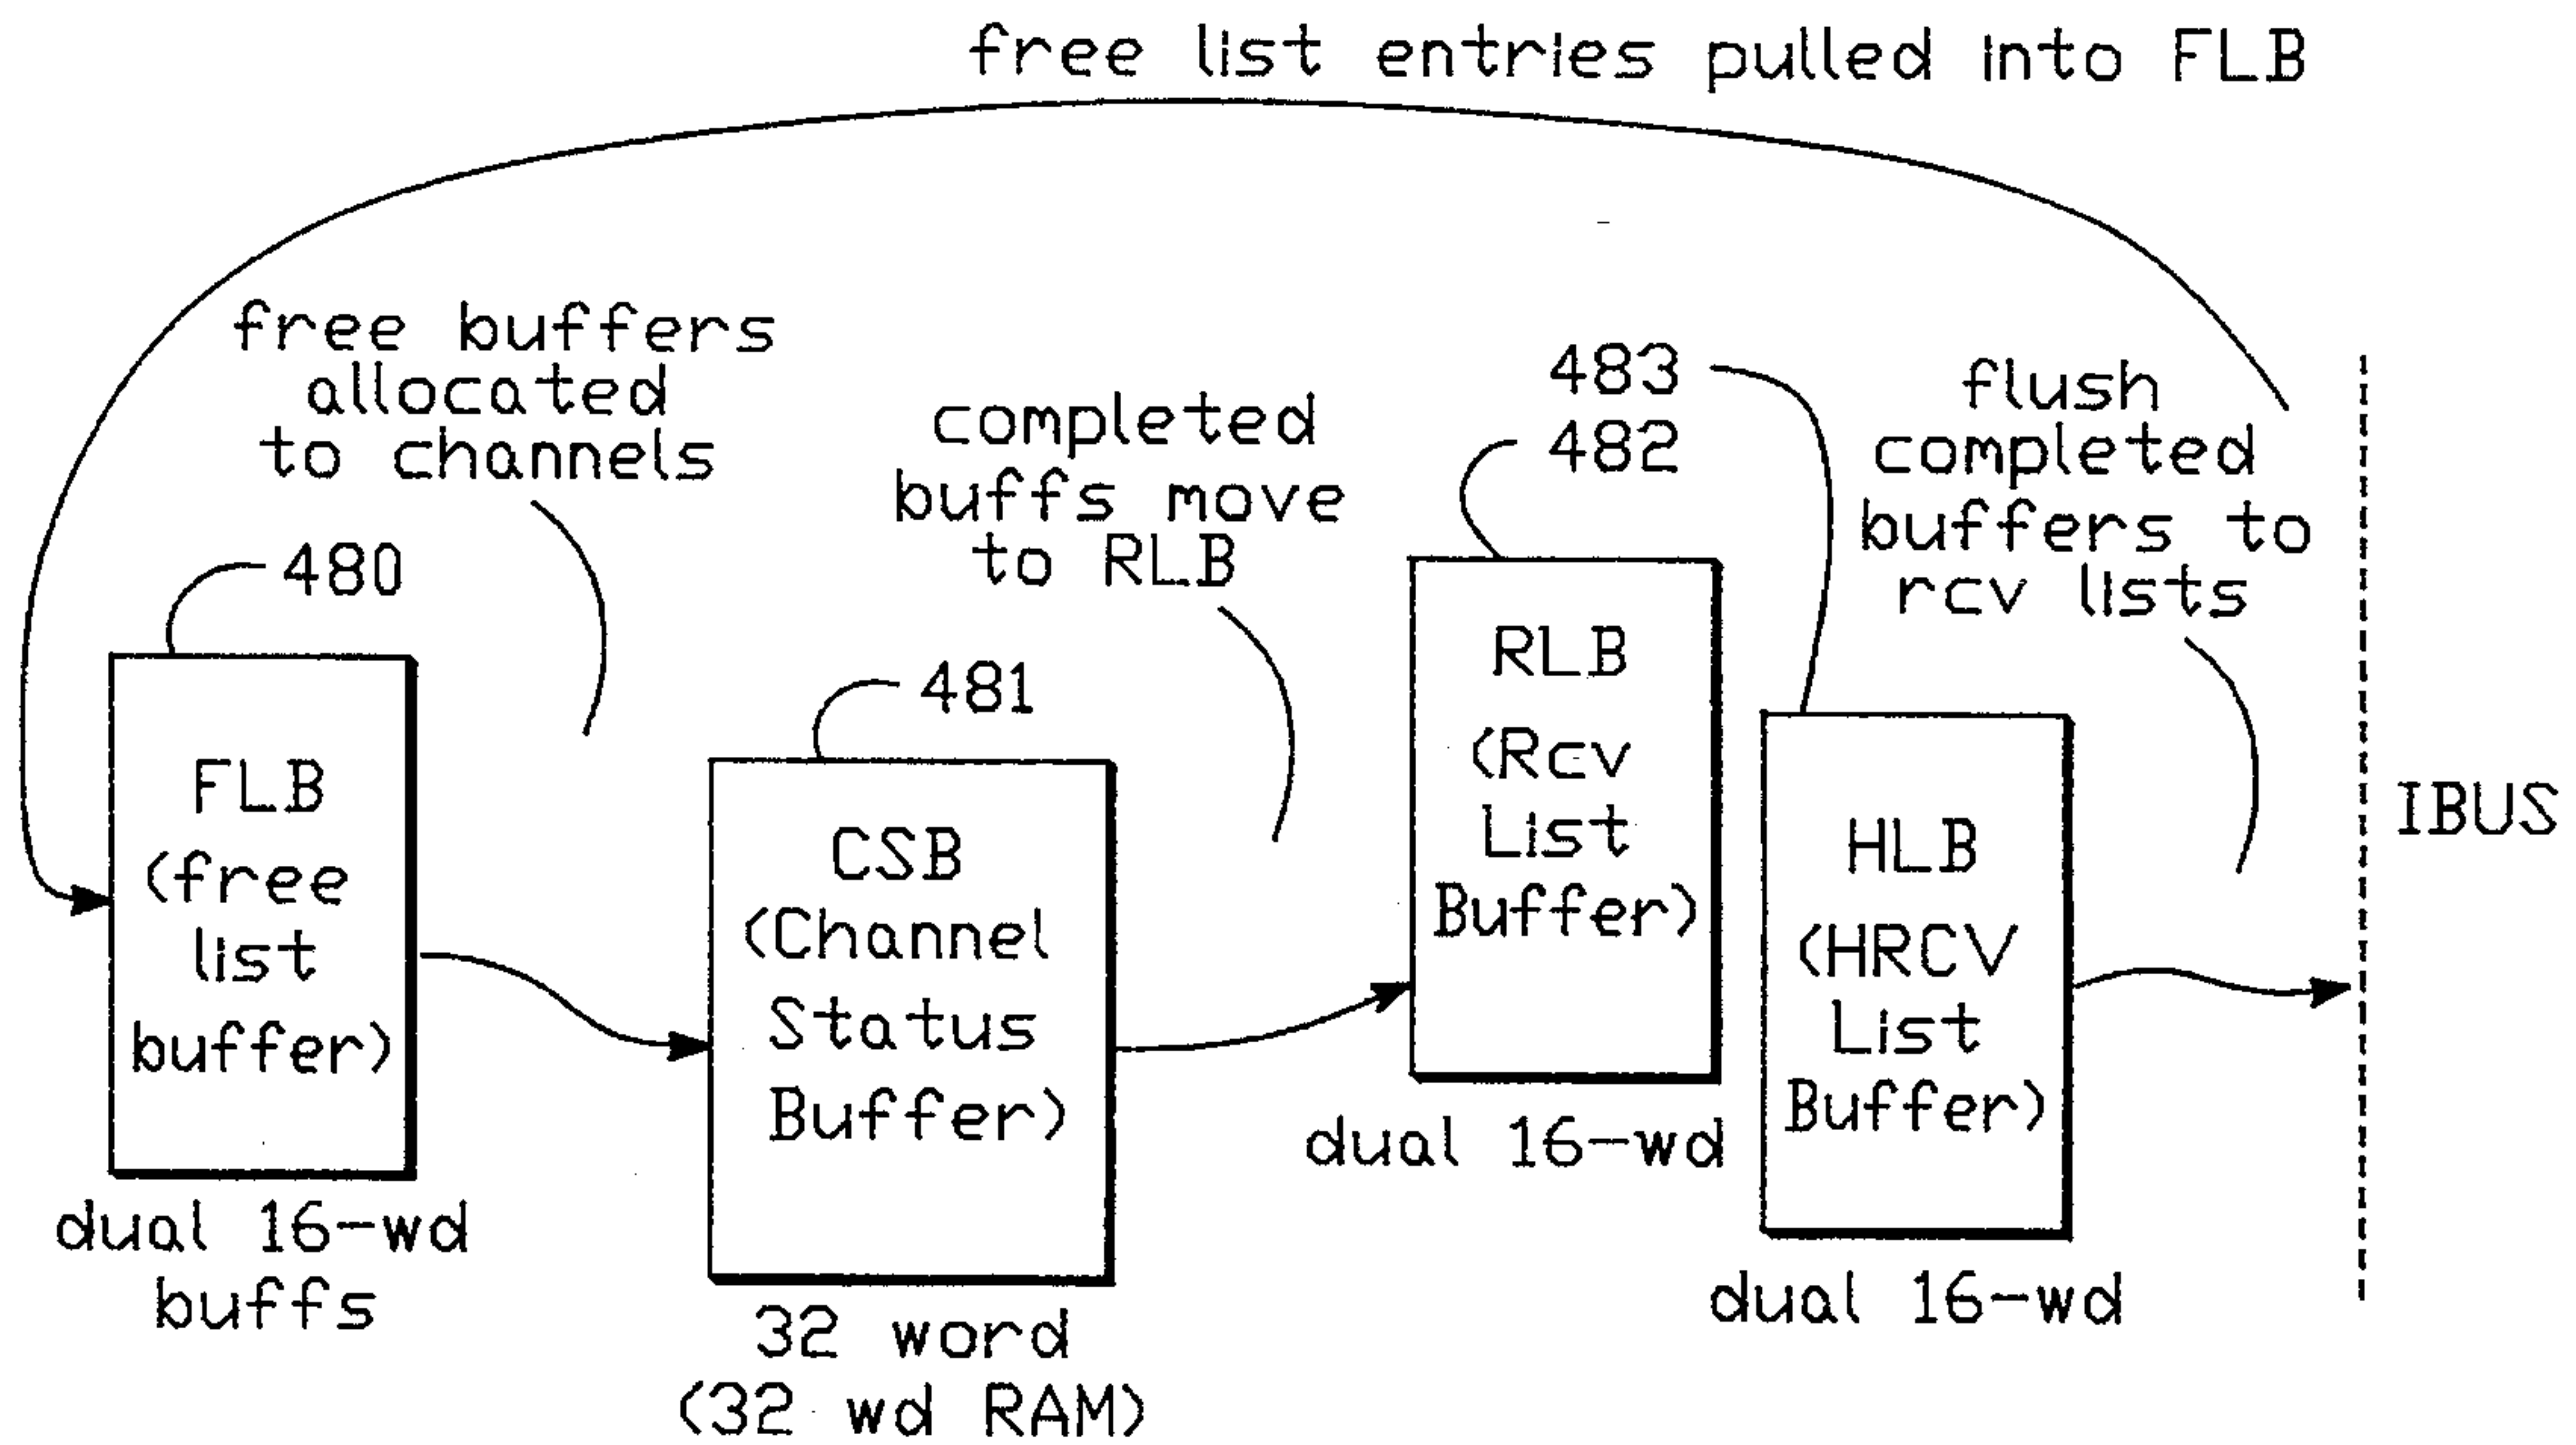 free list entries pulled into FLB
free buffers
allocated
to channels
480
FLB
(free
list
buffer)
dual 16-wd
buffs
481
CSB
(Channel
Status
Buffer)
32 word
(32 wd RAM)
completed
buffs move
to RLB
483
482
RLB
(Rcv
List
Buffer)
dual 16-wd
HLB
(HRCV
List
Buffer)
dual 16-wd
flush
completed
buffers to
rcv lists
IBUS